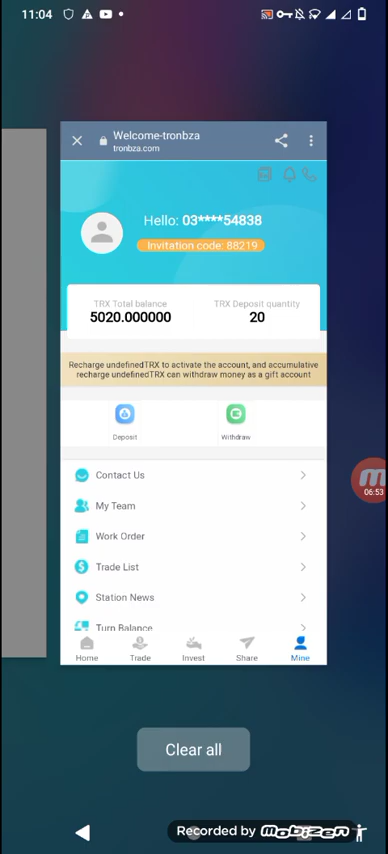 11:04
Welcome-tronbza
tronbza.com
Hello: 03****54838
Invitation code: 88219
TRX Total balance
TRX Deposit quantity
5020.000000
20
Recharge undefinedTRX to activate the account, and accumulative
recharge undefinedTRX can withdraw money as a gift account
Deposit
Withdraw
Contact Us
My Team
Work Order
Trade List
Station News
Turn Balance
Home
Trade
Invest
Share
Mine
06:53
Clear all
Recorded by mobizen